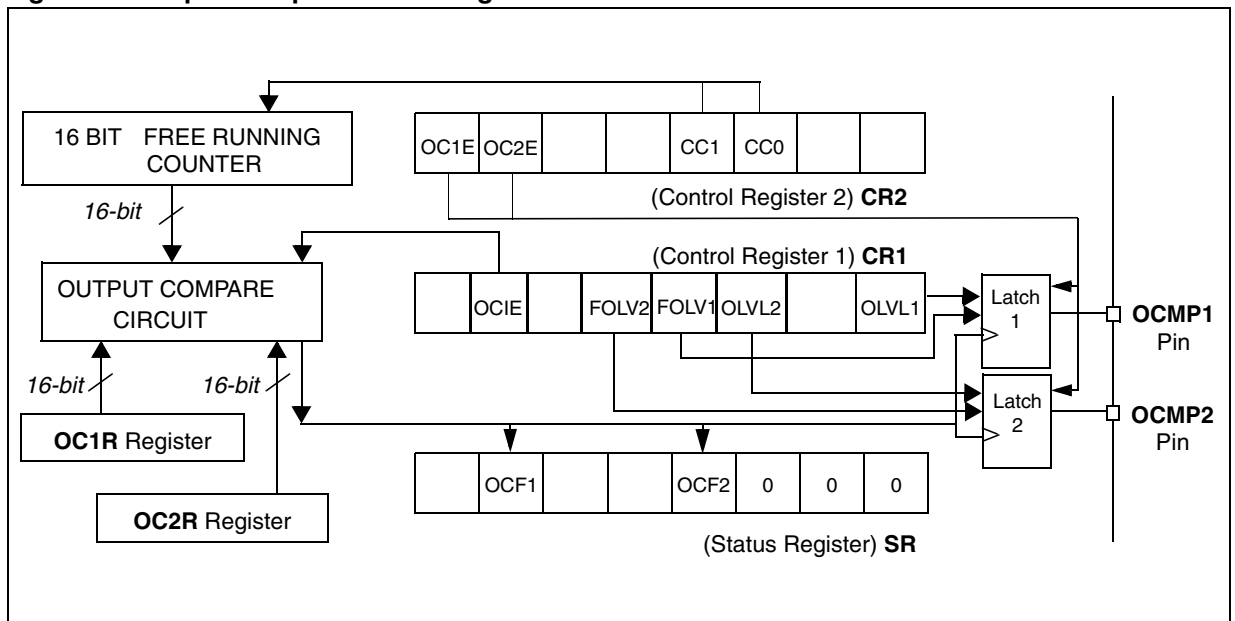 16 BIT FREE RUNNING
COUNTER
OC1E OC2E CC1 CC0
(Control Register 2) CR2
16-bit
(Control Register 1) CR1
OUTPUT COMPARE
CIRCUIT
OCIE FOLV2 FOLV1 OLVL2 OLVL1
Latch
1
OCMP1
Pin
16-bit 16-bit
Latch
2
OCMP2
Pin
OC1R Register
OCF1 OCF2 0 0 0
OC2R Register
(Status Register) SR